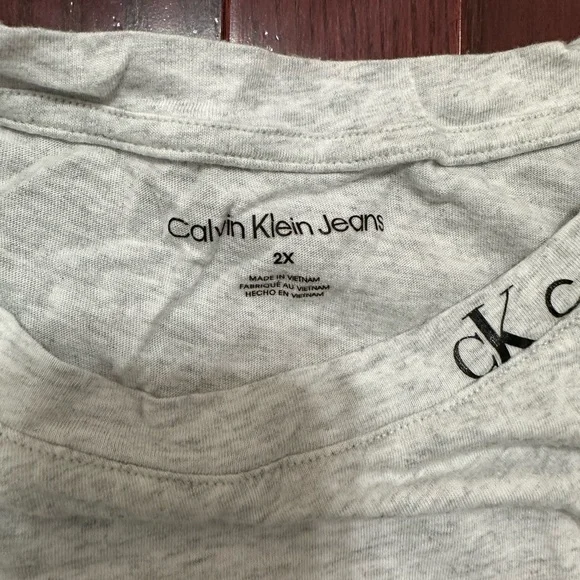 Calvin Klein Jeans
2X
MADE IN VIETNAM
FABRIQUÉ AU VIETNAM
HECHO EN VIETNAM
CK C